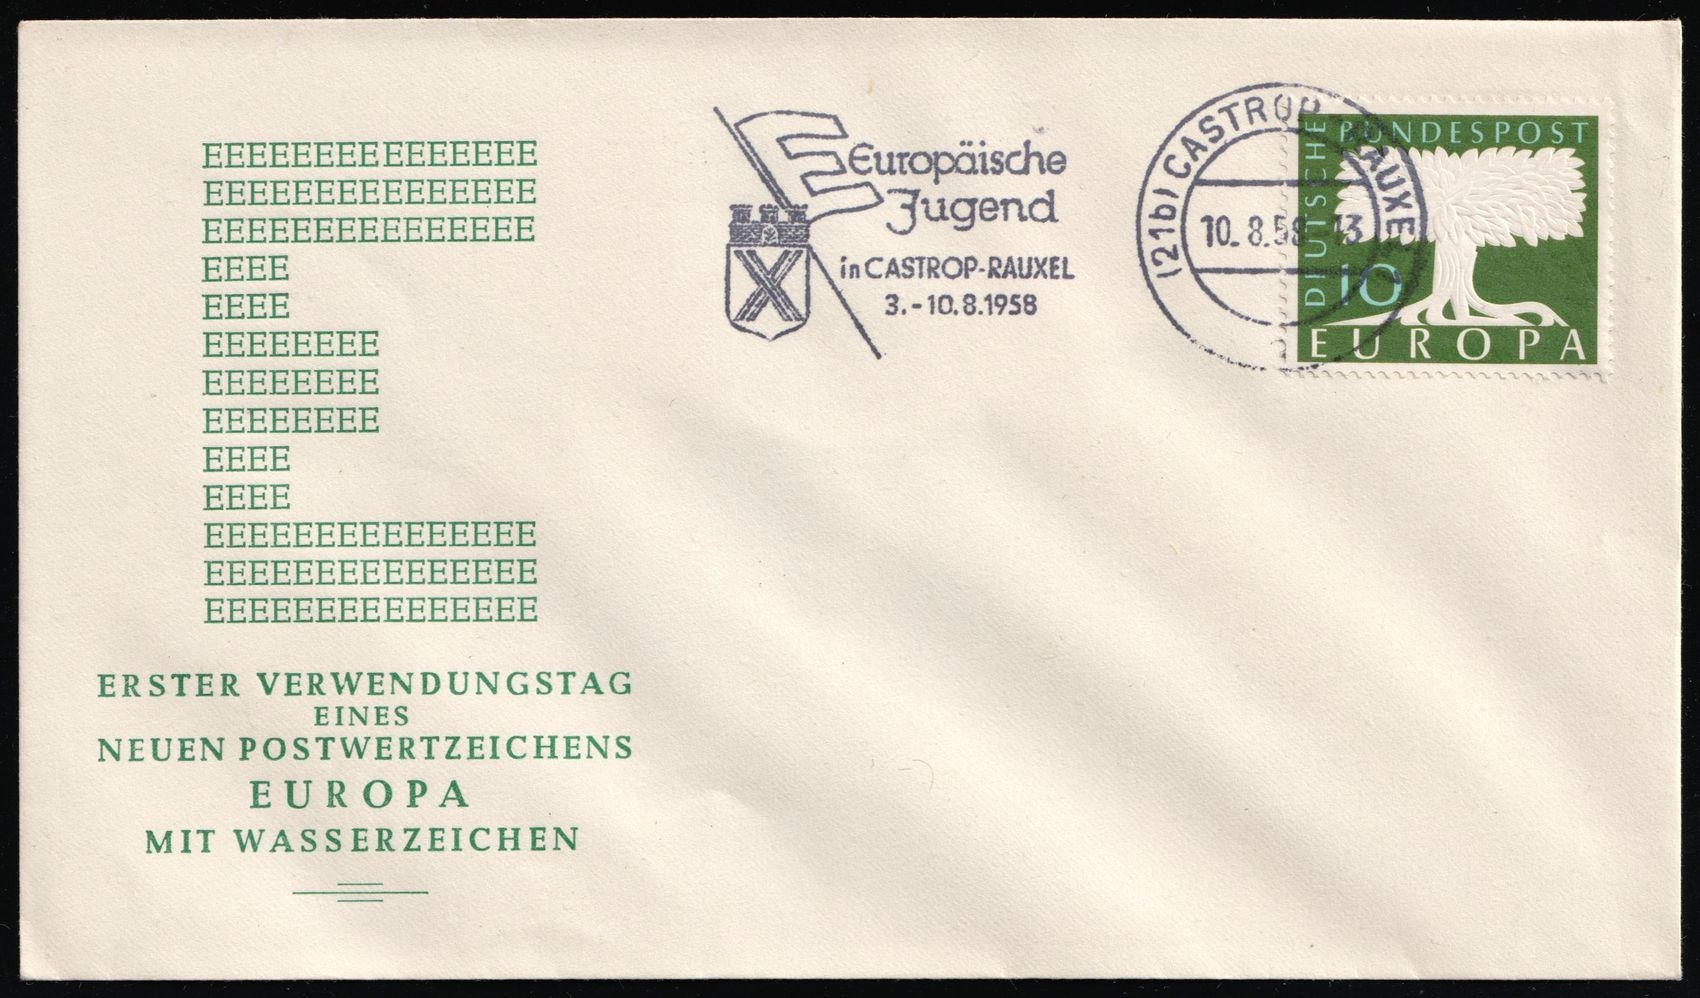 EEEEEEEEEEEEEEE
EEEEEEEEEEEEEEE
EEEEEEEEEEEEEEE
EEEE
EEEE
EEEEEEEE
EEEEEEEE
EEEEEEEE
EEEE
EEEE
EEEEEEEEEEEEEEE
EEEEEEEEEEEEEEE
EEEEEEEEEEEEEEE
ERSTER VERWENDUNGSTAG
EINES
NEUEN POSTWERTZEICHENS
EUROPA
MIT WASSERZEICHEN
E
Europäische
Jugend
in CASTROP-RAUXEL
3.-10.8.1958
(21b) CASTROP-RAUXEL
10.8.58-13
DEUTSCHE BUNDESPOST
10
EUROPA